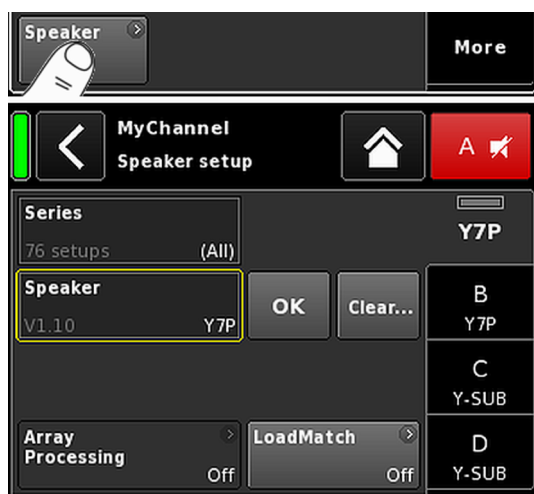 Speaker
More
MyChannel
Speaker setup
A
Series
76 setups (All)
Y7P
Speaker
V1.10 Y7P
OK
Clear...
B
Y7P
C
Y-SUB
Array
Processing
Off
LoadMatch
Off
D
Y-SUB